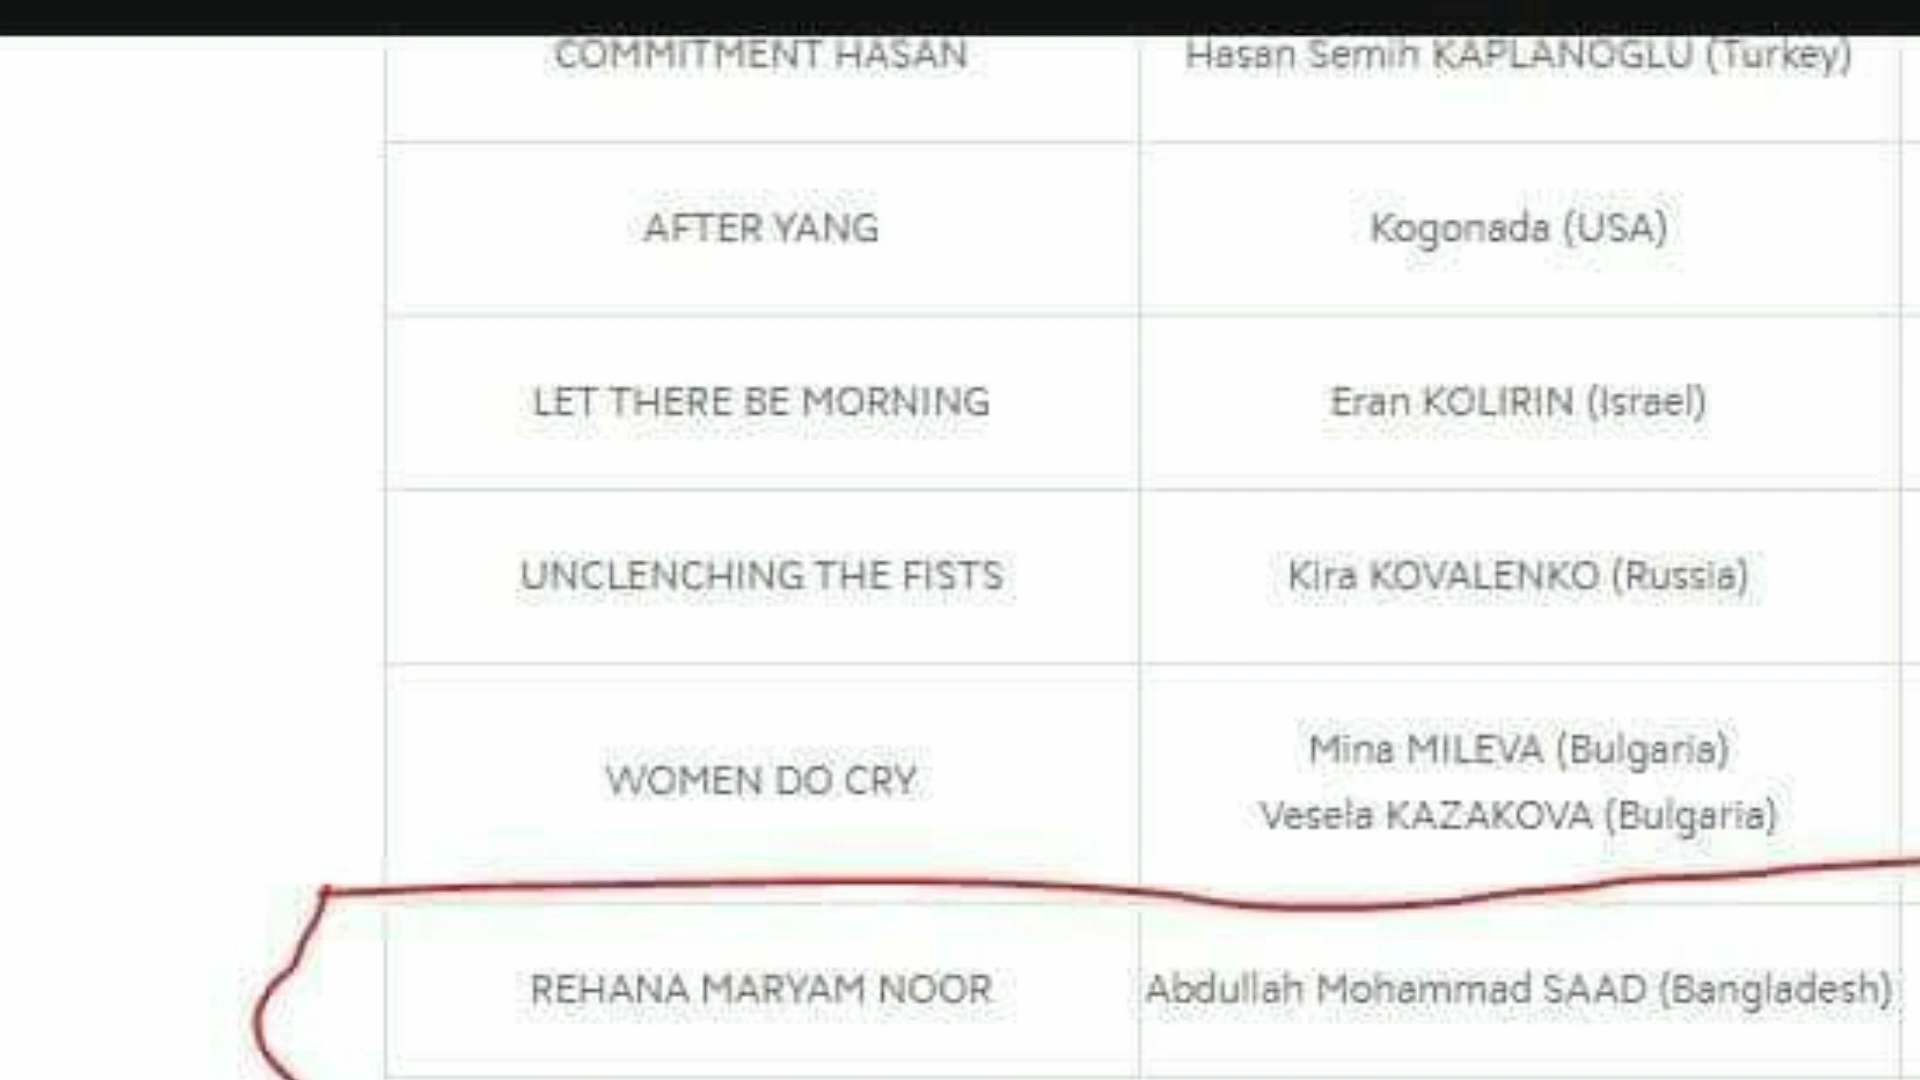 COMMITMENT HASAN
Hasan Semih KAPLANOGLU (Turkey)
AFTER YANG
Kogonada (USA)
LET THERE BE MORNING
Eran KOLIRIN (Israel)
UNCLENCHING THE FISTS
Kira KOVALENKO (Russia)
WOMEN DO CRY
Mina MILEVA (Bulgaria)
Vesela KAZAKOVA (Bulgaria)
REHANA MARYAM NOOR
Abdullah Mohammad SAAD (Bangladesh)